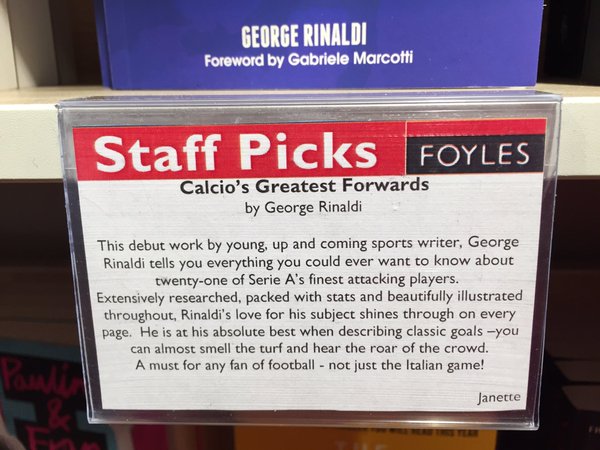 GEORGE RINALDI
Foreword by Gabriele Marcotti
Staff Picks FOYLES
Calcio's Greatest Forwards
by George Rinaldi
This debut work by young, up and coming sports writer, George
Rinaldi tells you everything you could ever want to know about
twenty-one of Serie A's finest attacking players.
Extensively researched, packed with stats and beautifully illustrated
throughout, Rinaldi's love for his subject shines through on every
page. He is at his absolute best when describing classic goals –you
can almost smell the turf and hear the roar of the crowd.
A must for any fan of football - not just the Italian game!
Janette
&